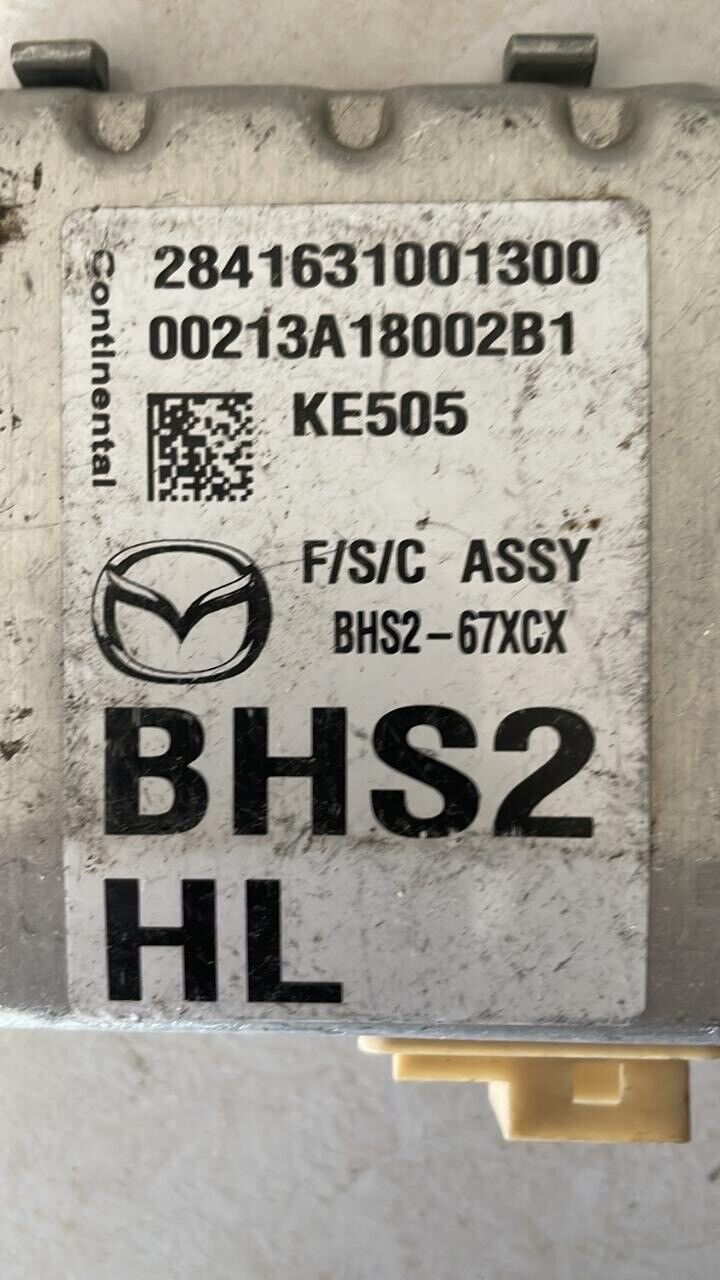 Continental
2841631001300
00213A18002B1
KE505
F/S/C ASSY
BHS2-67XCX
BHS2
HL